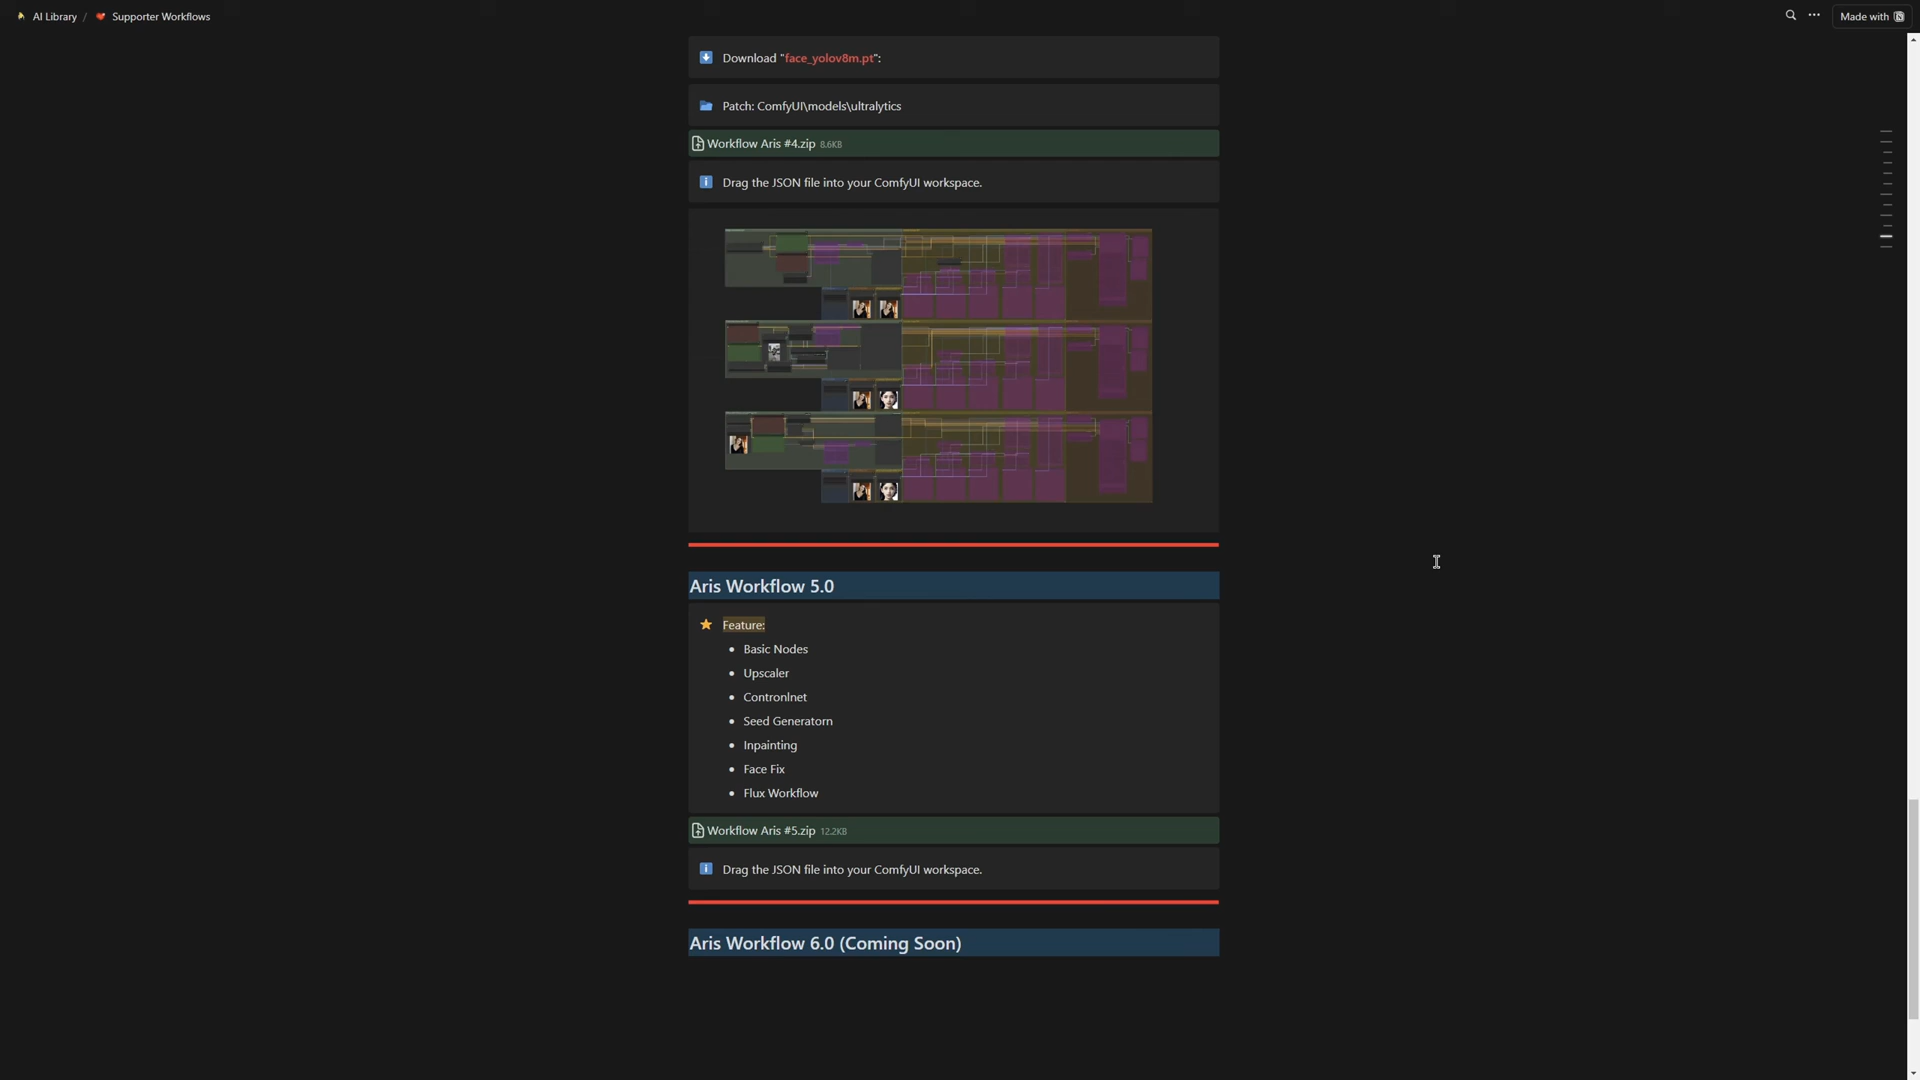 AI Library / Supporter Workflows
Made with
Download "face_yolov8m.pt":
Patch: ComfyUI\models\ultralytics
Workflow Aris #4.zip 8.6KB
Drag the JSON file into your ComfyUI workspace.
Aris Workflow 5.0
Feature:
Basic Nodes
Upscaler
Contronlnet
Seed Generatorn
Inpainting
Face Fix
Flux Workflow
Workflow Aris #5.zip 12.2KB
Drag the JSON file into your ComfyUI workspace.
Aris Workflow 6.0 (Coming Soon)